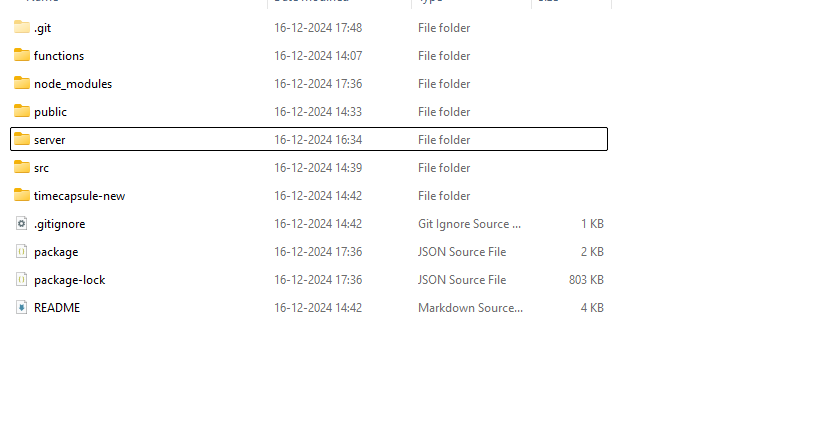 .git 16-12-2024 17:48 File folder
functions 16-12-2024 14:07 File folder
node_modules 16-12-2024 17:36 File folder
public 16-12-2024 14:33 File folder
server 16-12-2024 16:34 File folder
src 16-12-2024 14:39 File folder
timecapsule-new 16-12-2024 14:42 File folder
.gitignore 16-12-2024 14:42 Git Ignore Source ... 1 KB
package 16-12-2024 17:36 JSON Source File 2 KB
package-lock 16-12-2024 17:36 JSON Source File 803 KB
README 16-12-2024 14:42 Markdown Source... 4 KB